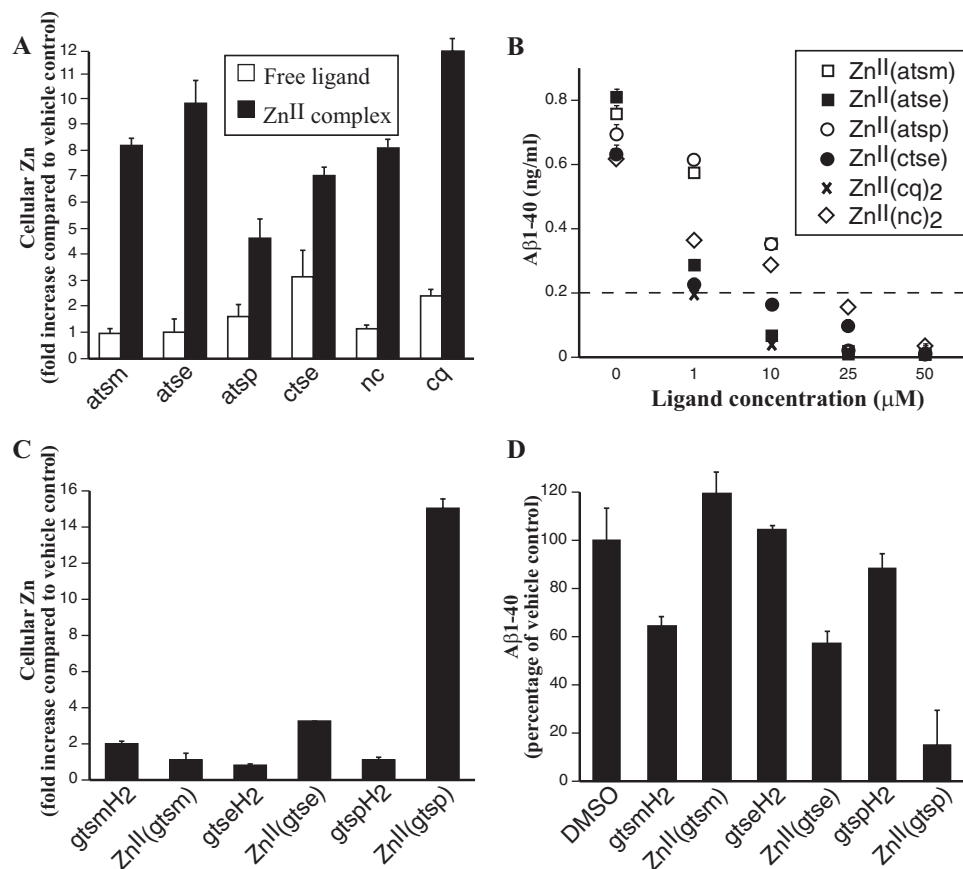 A
Cellular Zn
(fold increase compared to vehicle control)
12
11
10
9
8
7
6
5
4
3
2
1
0
Free ligand
ZnII complex
atsm
atse
atsp
ctse
nc
cq
B
Aβ1-40 (ng/ml)
0.8
0.6
0.4
0.2
0
ZnII(atsm)
ZnII(atse)
ZnII(atsp)
ZnII(ctse)
ZnII(cq)2
ZnII(nc)2
0 1 10 25 50
Ligand concentration (μM)
C
Cellular Zn
(fold increase compared to vehicle control)
16
14
12
10
8
6
4
2
0
gtsmH2
ZnII(gtsm)
gtseH2
ZnII(gtse)
gtspH2
ZnII(gtsp)
D
Aβ1-40
(percentage of vehicle control)
120
100
80
60
40
20
0
DMSO
gtsmH2
ZnII(gtsm)
gtseH2
ZnII(gtse)
gtspH2
ZnII(gtsp)